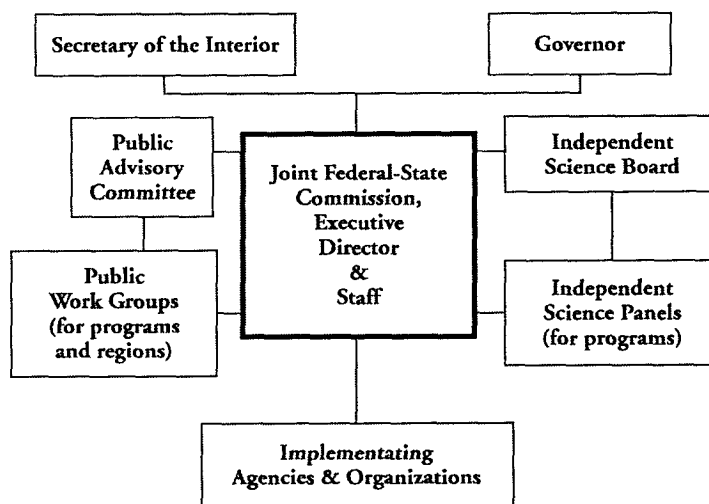 Secretary of the Interior
Governor
Public
Advisory
Committee
Joint Federal-State
Commission,
Executive
Director
&
Staff
Independent
Science Board
Public
Work Groups
(for programs
and regions)
Independent
Science Panels
(for programs)
Implementating
Agencies & Organizations